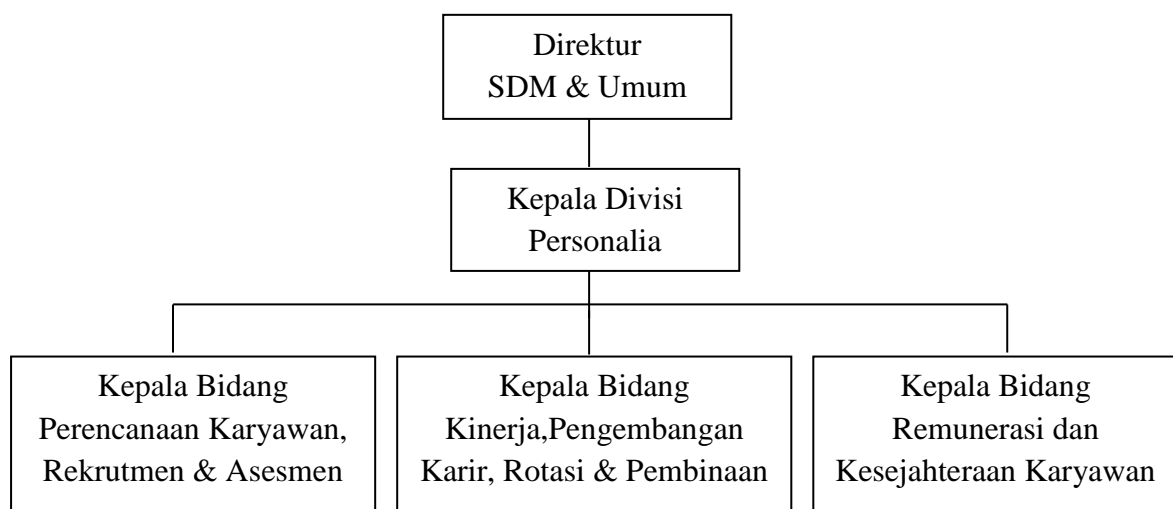 Direktur
SDM & Umum
Kepala Divisi
Personalia
Kepala Bidang
Perencanaan Karyawan,
Rekrutmen & Asesmen
Kepala Bidang
Kinerja,Pengembangan
Karir, Rotasi & Pembinaan
Kepala Bidang
Remunerasi dan
Kesejahteraan Karyawan